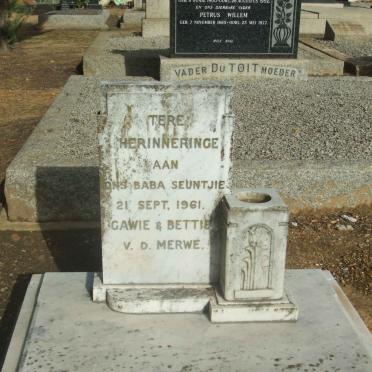 PETRUS WILLEM
VADER DU TOIT MOEDER
TERE
HERINNERINGE
AAN
ONS BABA SEUNTJIE
21 SEPT. 1961.
GAWIE & BETTIE
V. D. MERWE.